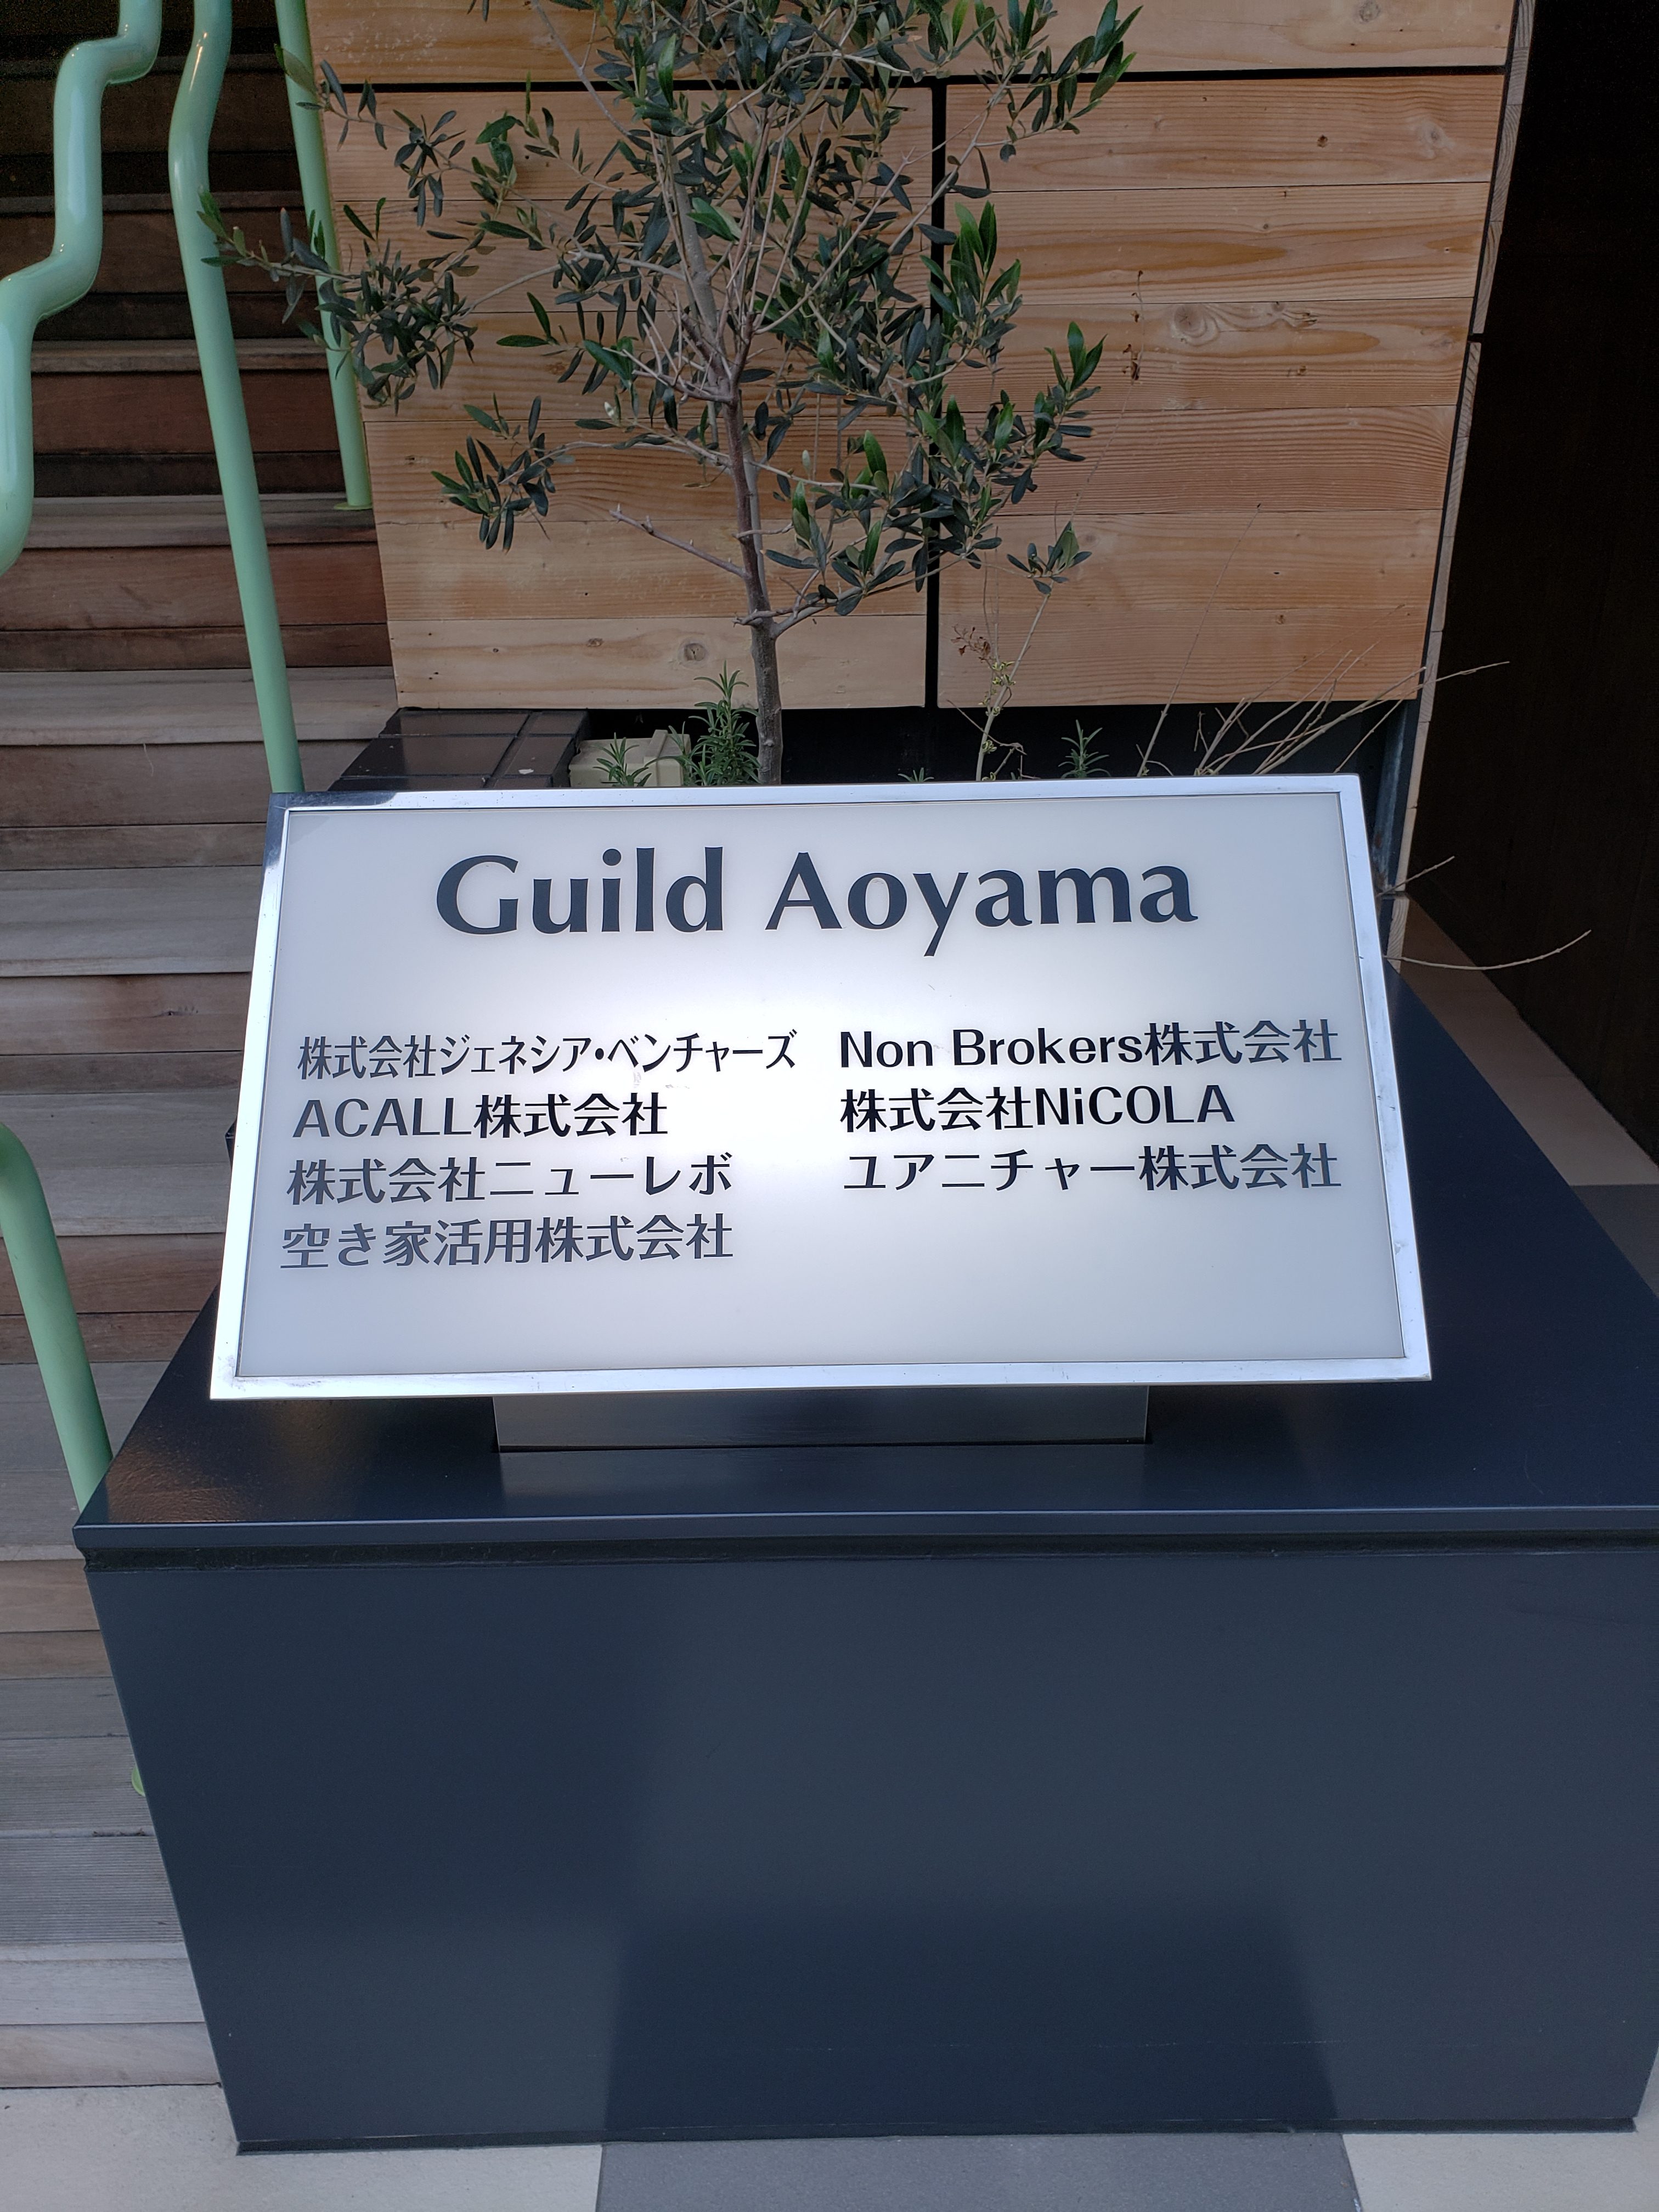 Guild Aoyama
株式会社ジェネシア・ベンチャーズ
ACALL株式会社
株式会社ニューレボ
空き家活用株式会社
Non Brokers株式会社
株式会社NiCOLA
ユアニチャー株式会社